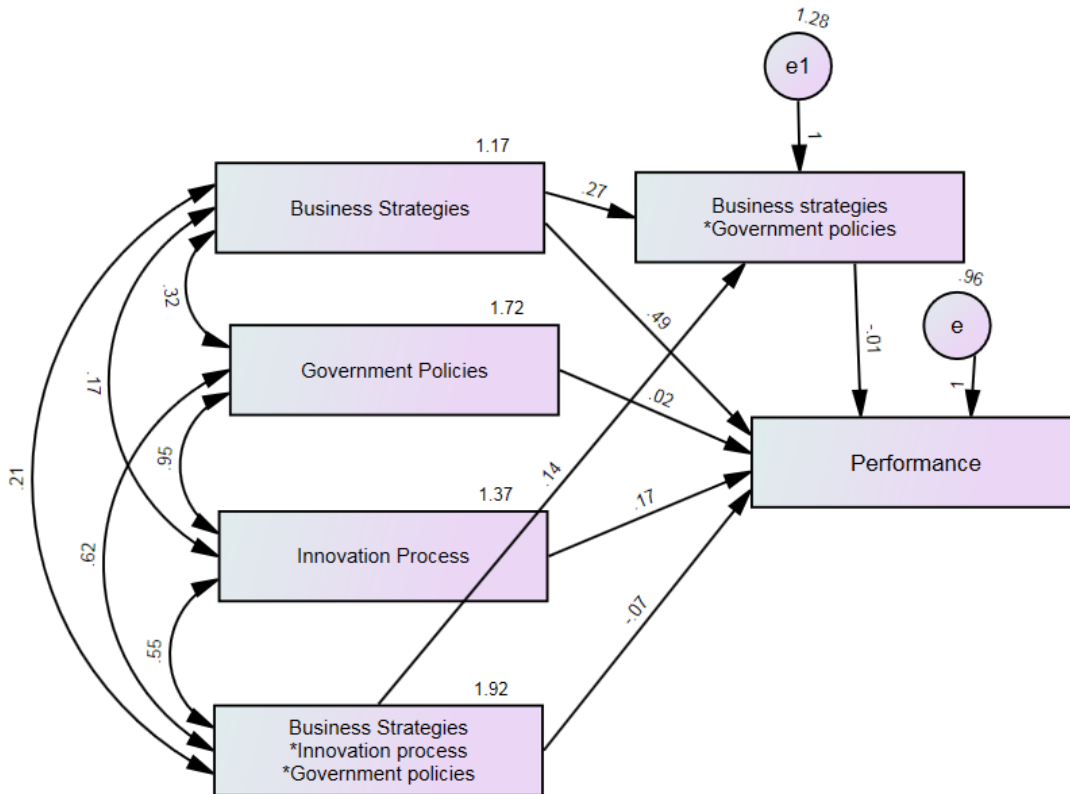 1.28
e1
1
1.17
Business Strategies
.27
Business strategies
*Government policies
.96
e
1
.32
.49
-.01
1.72
Government Policies
.02
.17
Performance
.95
.21
.14
1.37
.17
Innovation Process
.62
.55
-.07
1.92
Business Strategies
*Innovation process
*Government policies